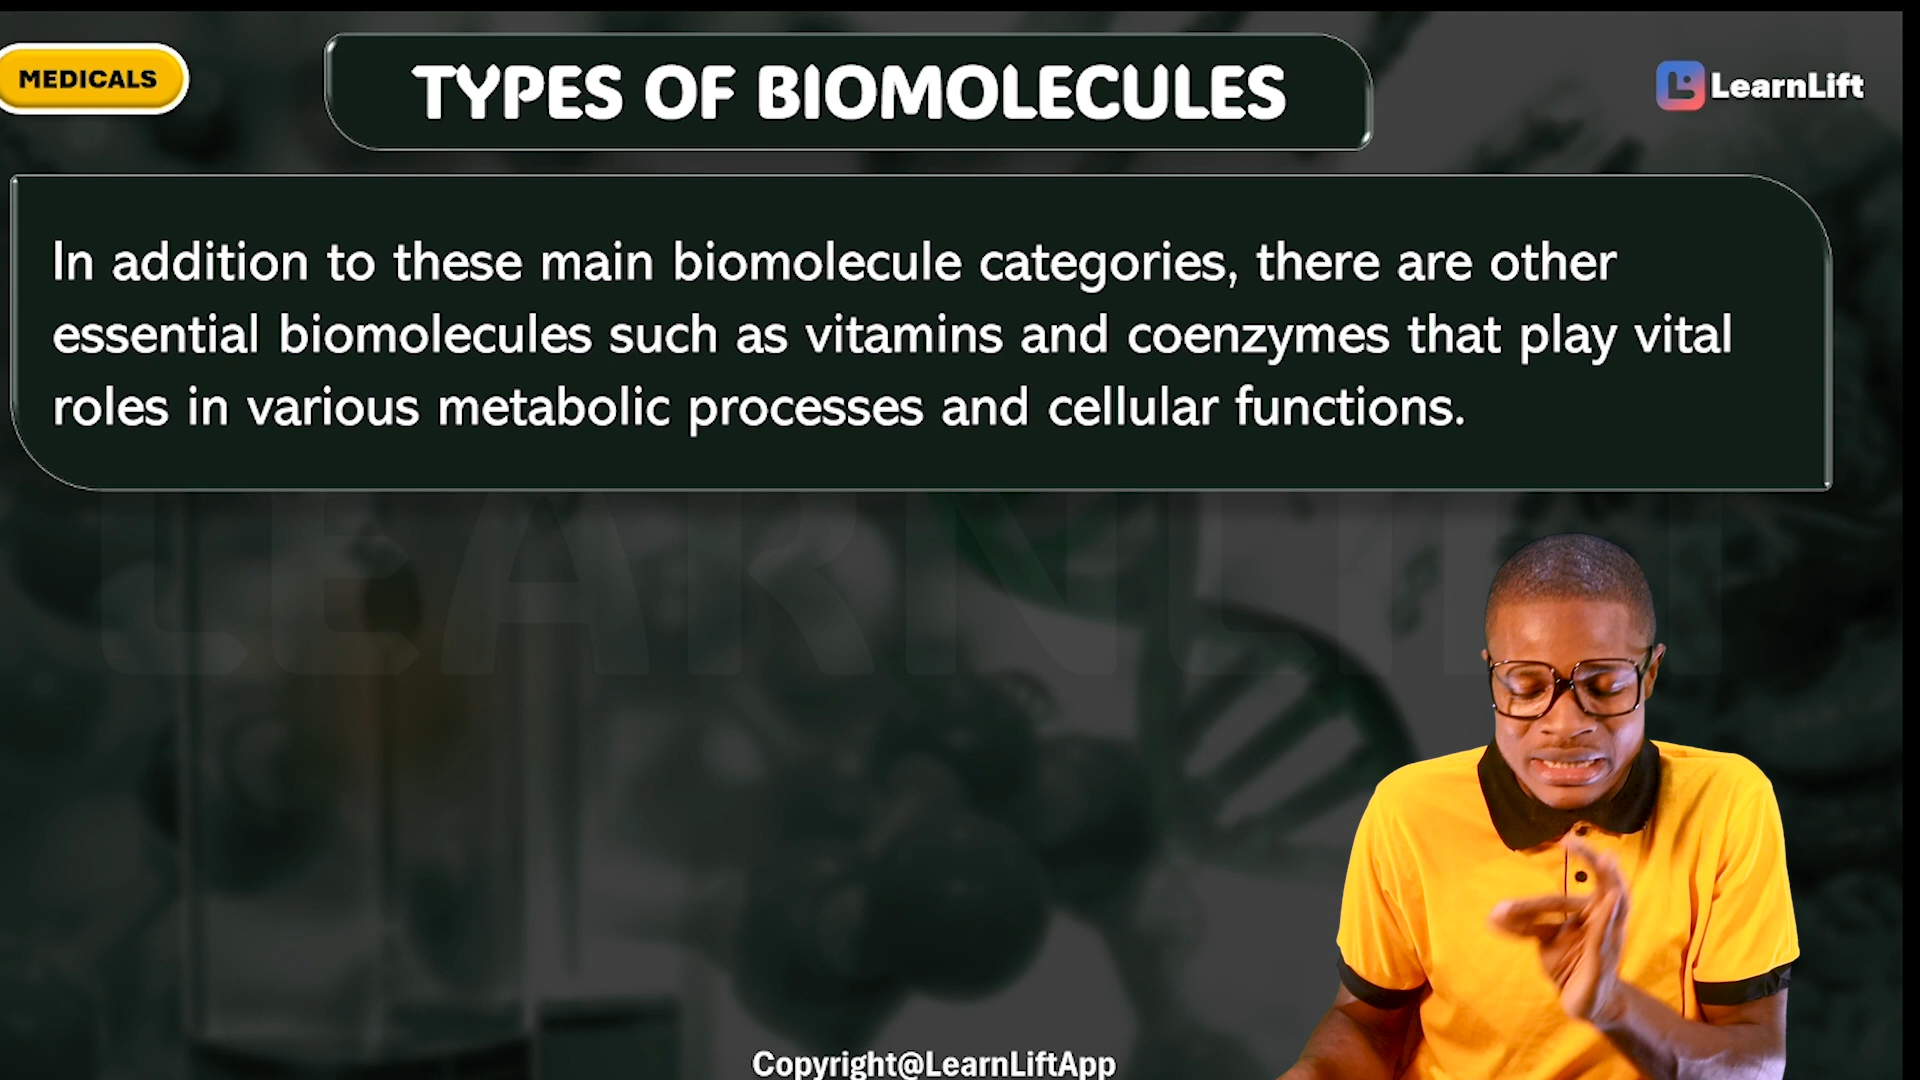 MEDICALS
TYPES OF BIOMOLECULES
LearnLift
In addition to these main biomolecule categories, there are other
essential biomolecules such as vitamins and coenzymes that play vital
roles in various metabolic processes and cellular functions.
LEARNLIFT
Copyright@LearnLiftApp